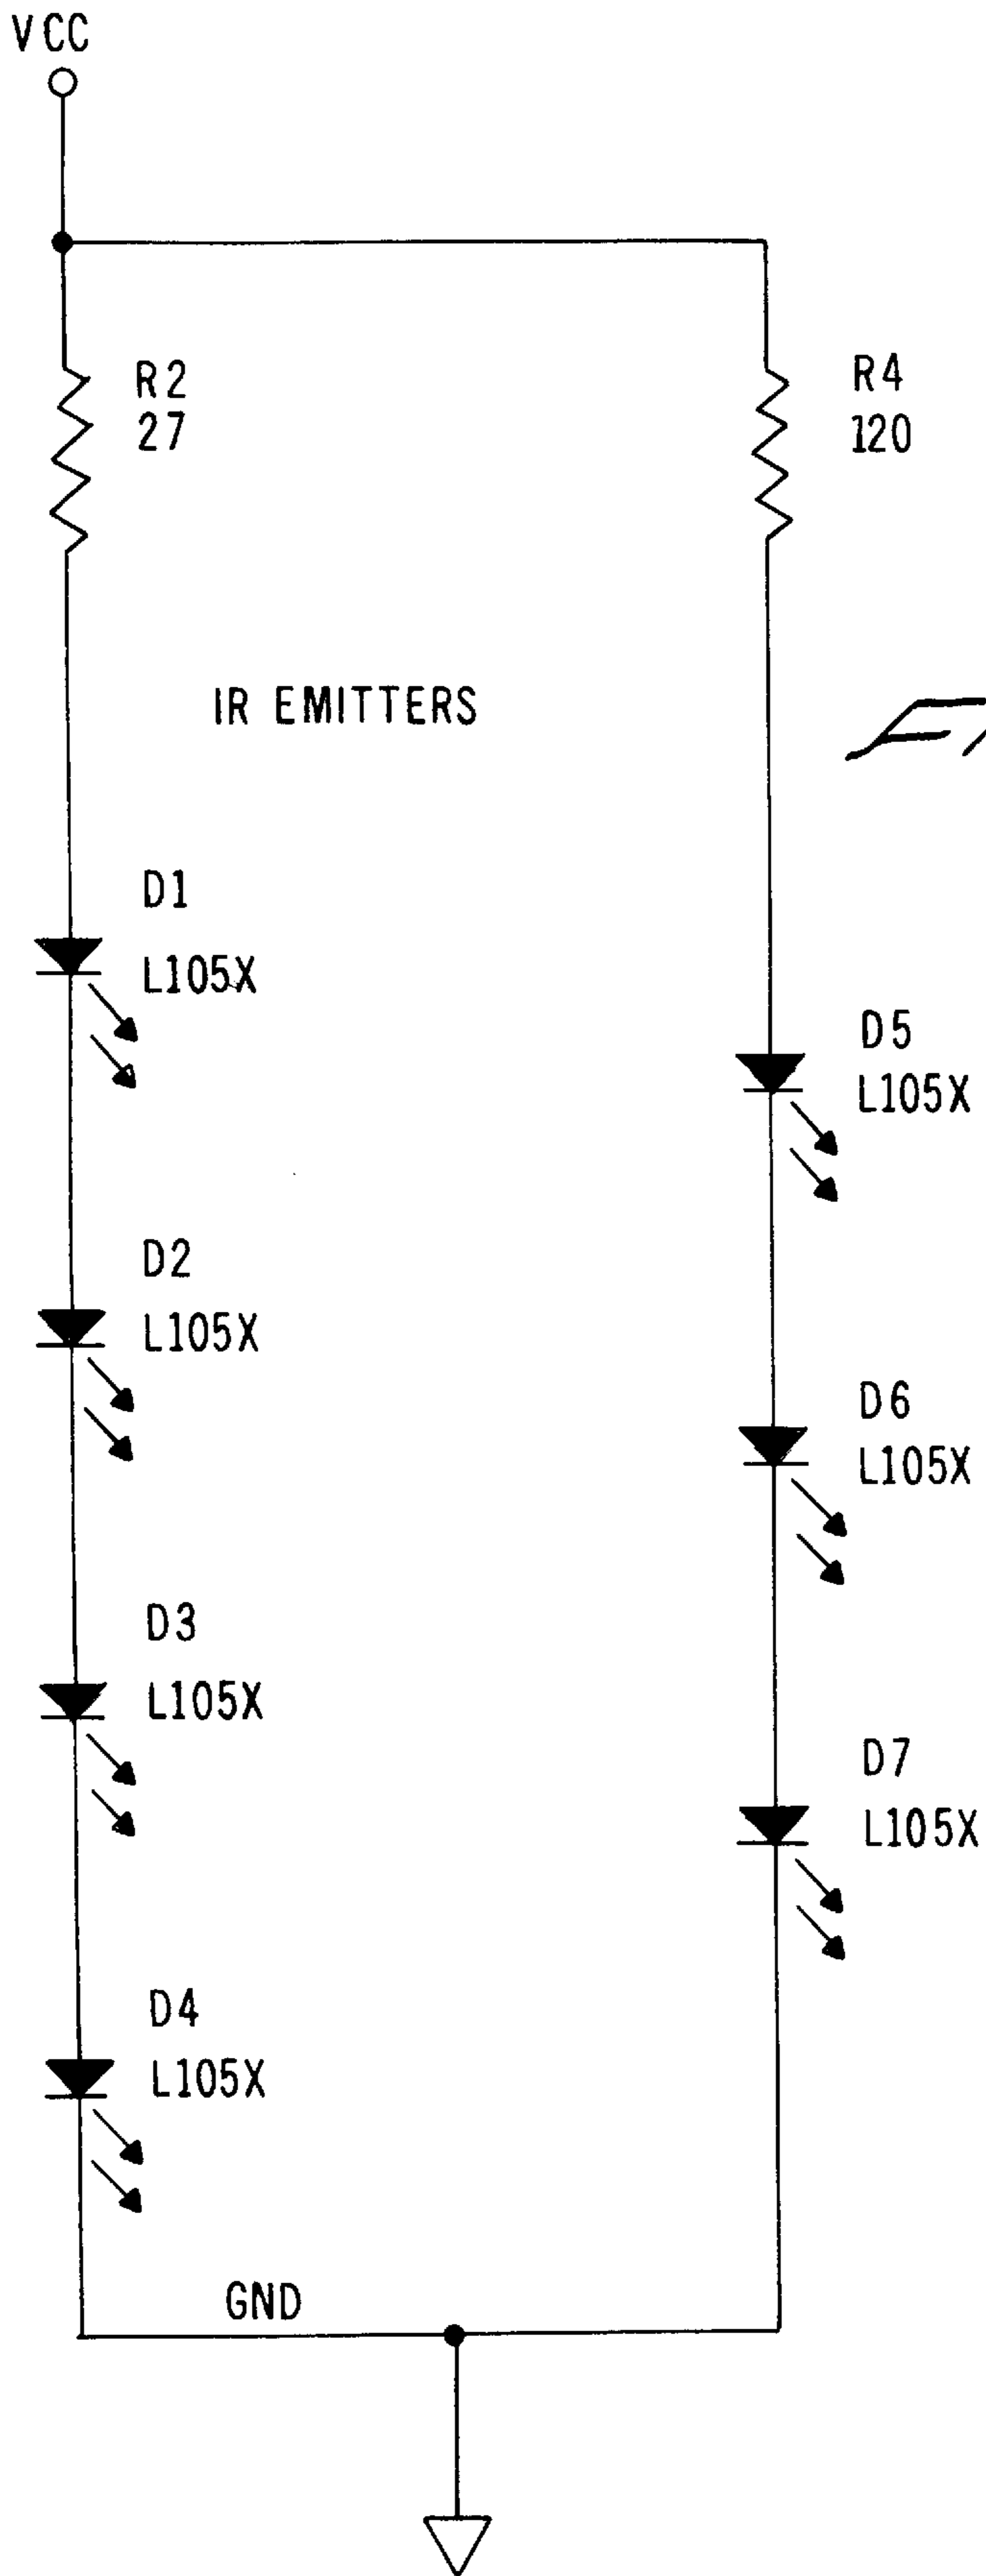 VCC
R2
27
R4
120
IR EMITTERS
D1
L105X
D5
L105X
D2
L105X
D6
L105X
D3
L105X
D7
L105X
D4
L105X
GND